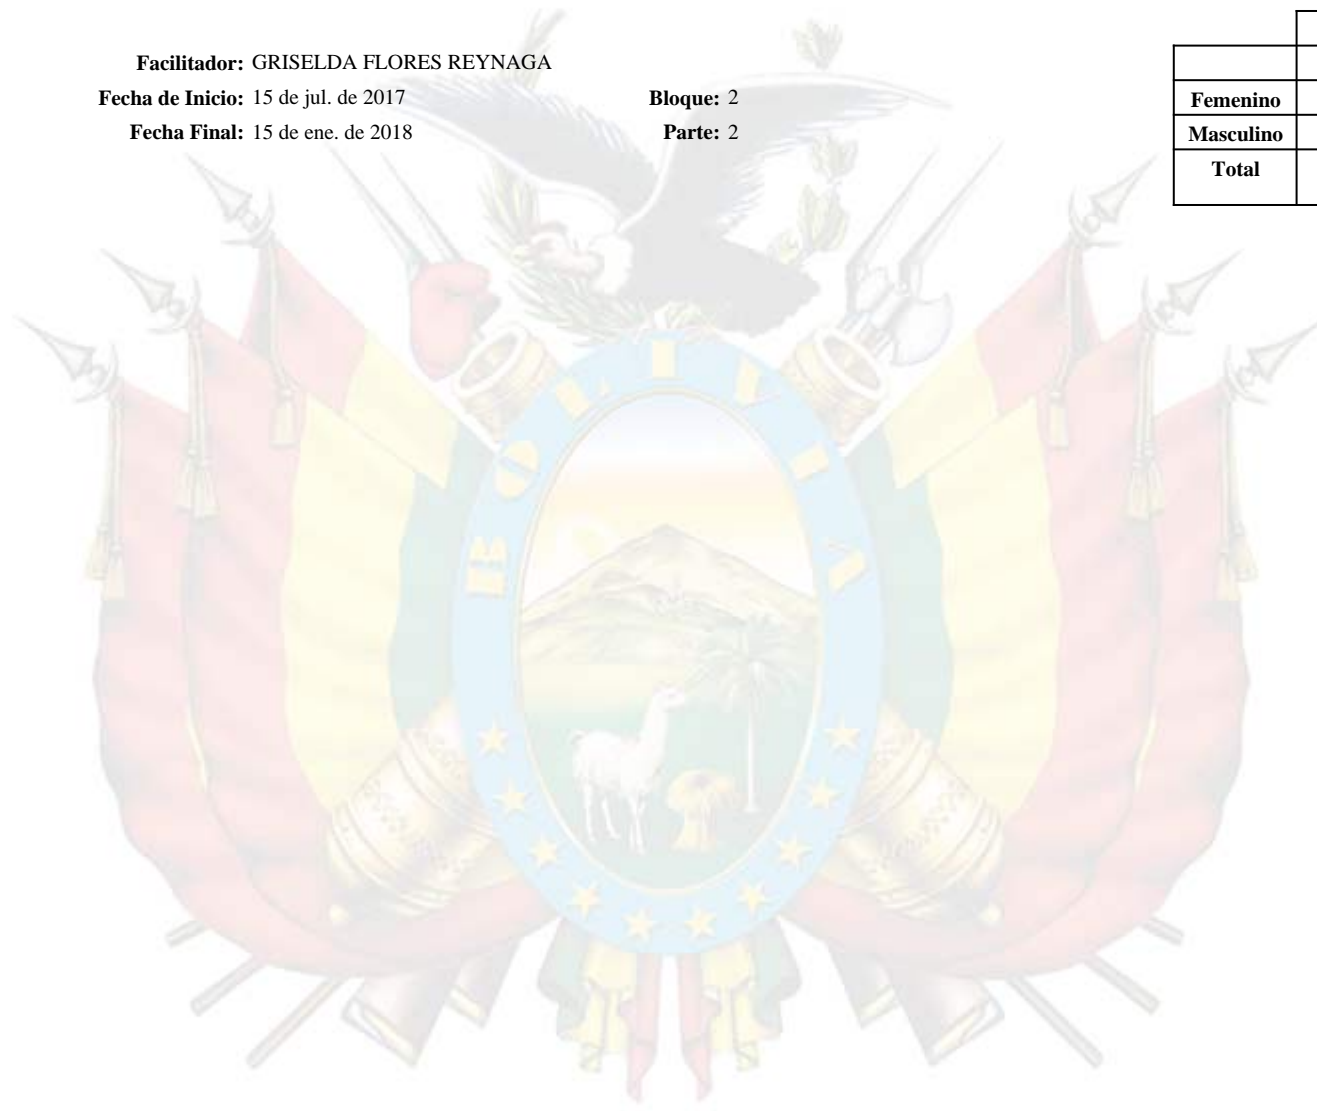 Facilitador: GRISELDA FLORES REYNAGA
Fecha de Inicio: 15 de jul. de 2017 Bloque: 2
Fecha Final: 15 de ene. de 2018 Parte: 2
Femenino
Masculino
Total
BOLIVIA